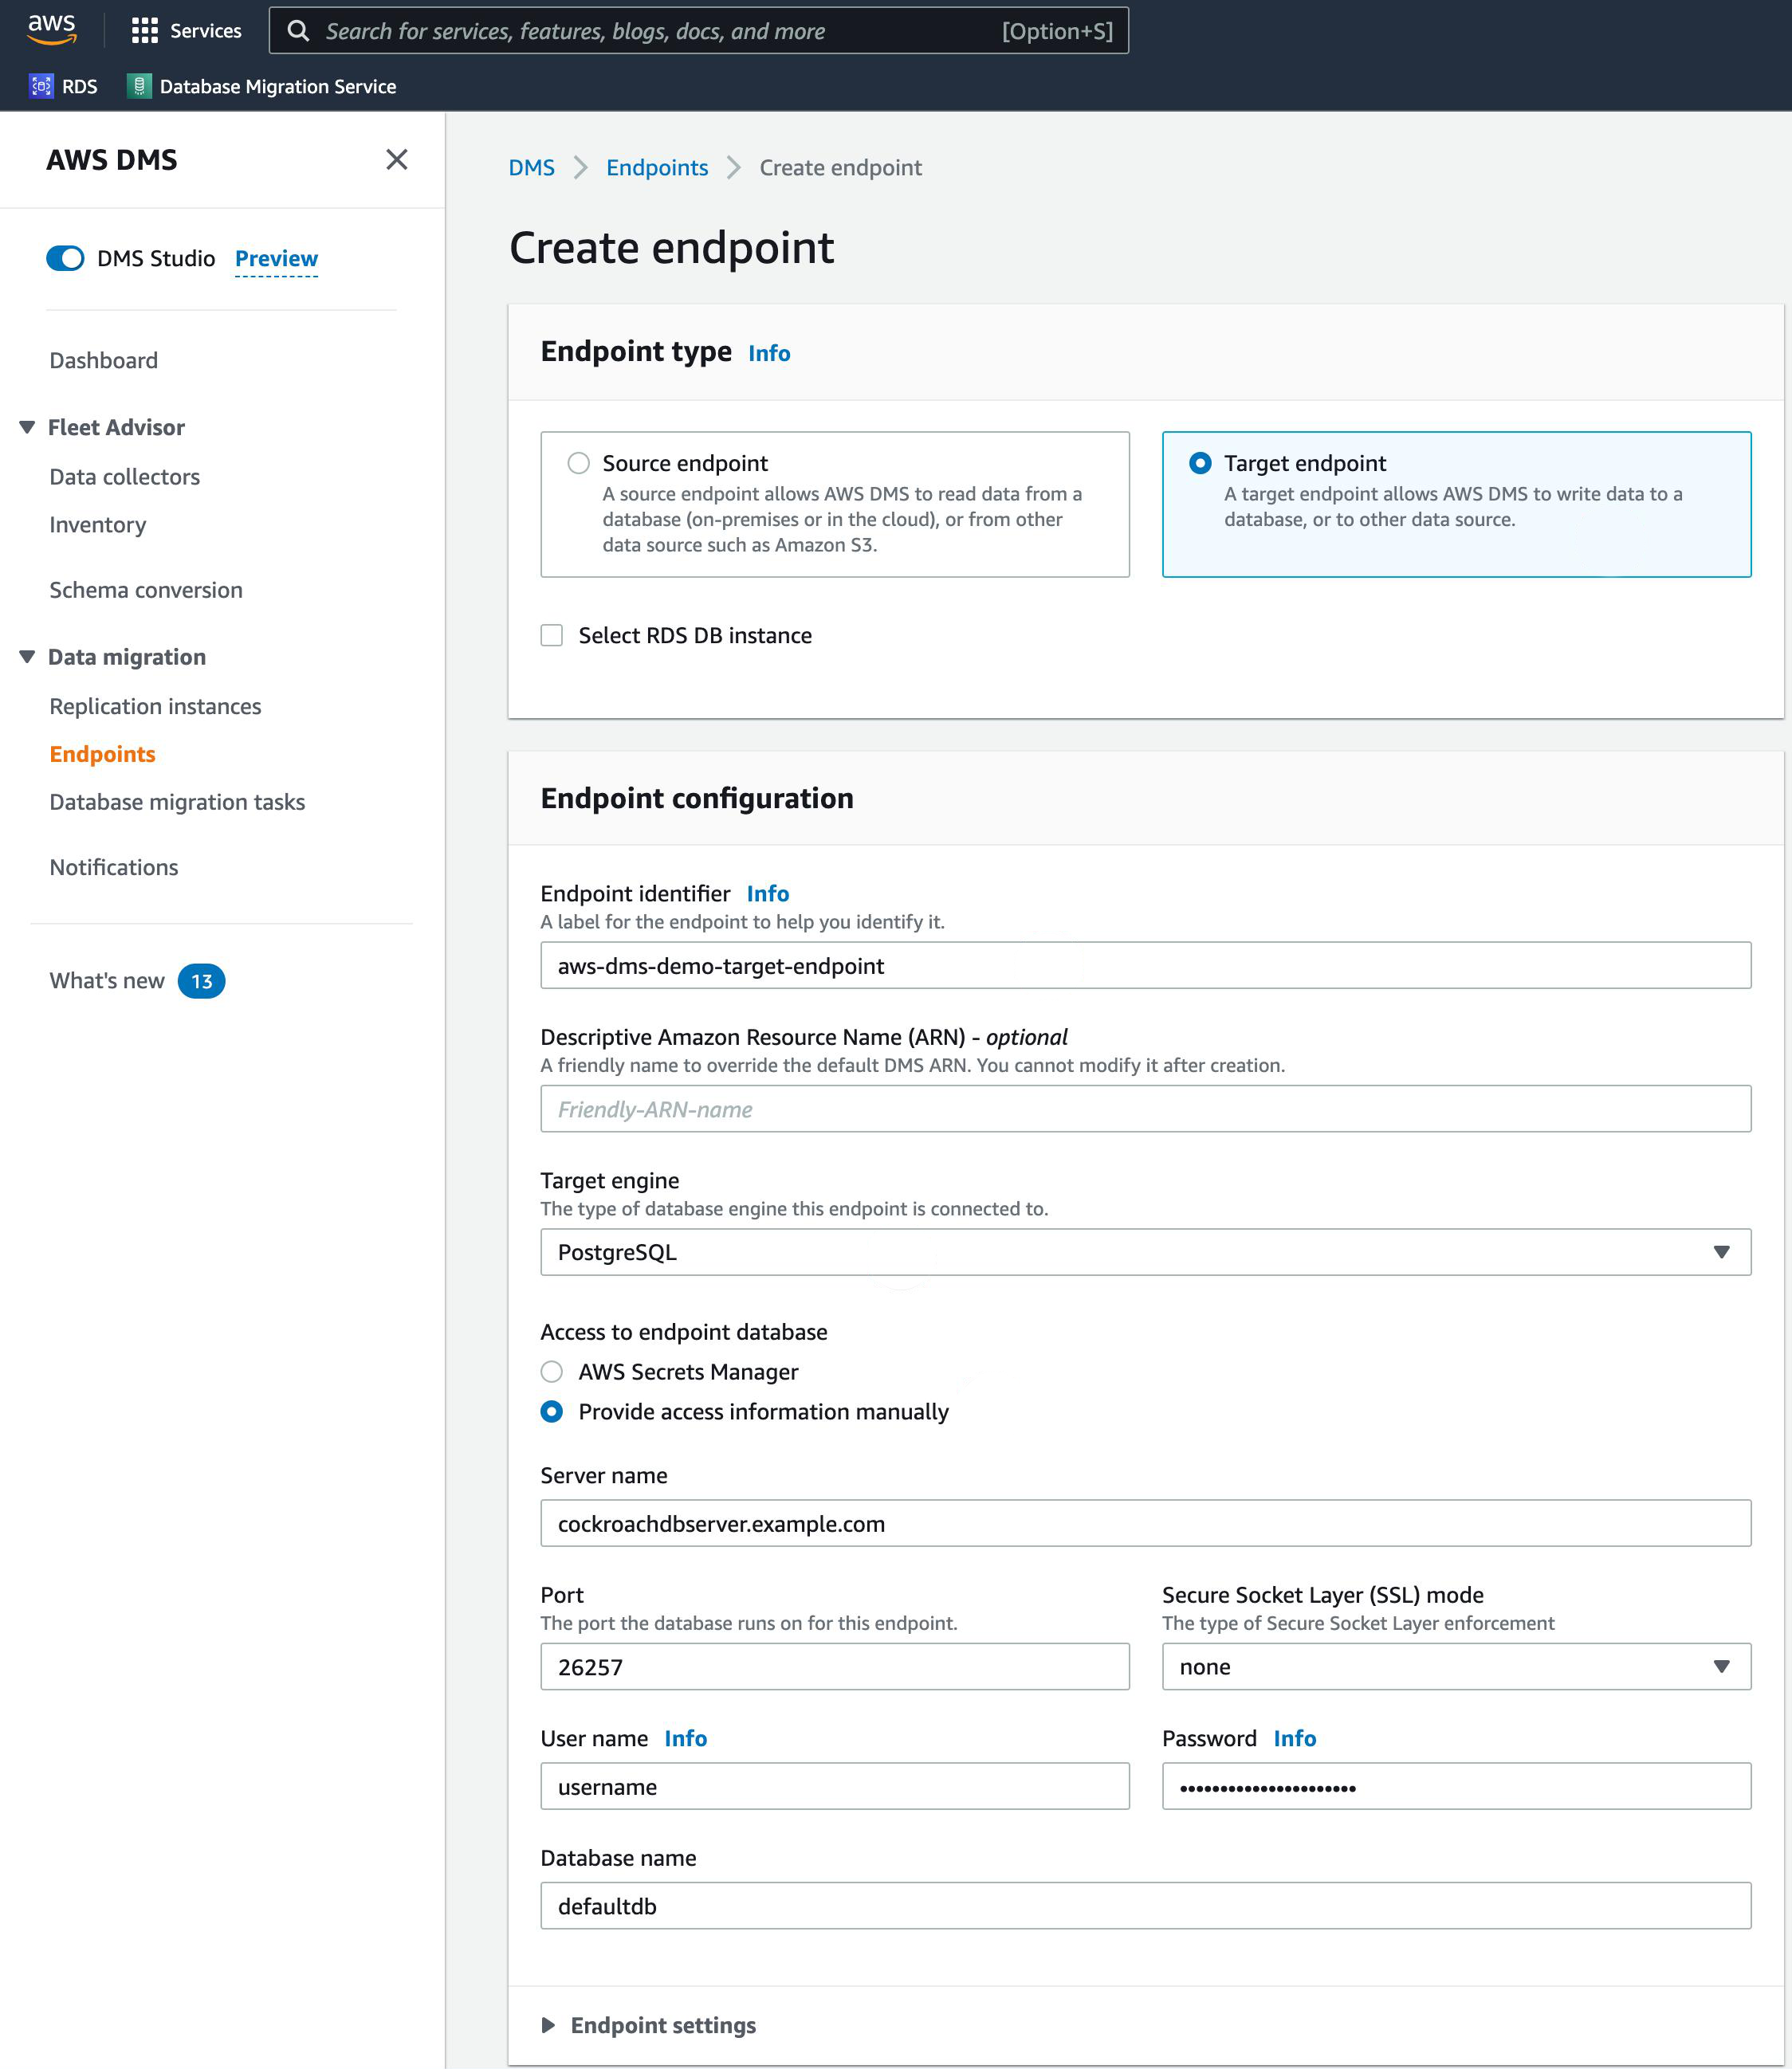 aws
Services
Search for services, features, blogs, docs, and more
[Option+S]
RDS
Database Migration Service
AWS DMS
DMS Studio Preview
Dashboard
Fleet Advisor
Data collectors
Inventory
Schema conversion
Data migration
Replication instances
Endpoints
Database migration tasks
Notifications
What's new 13
DMS
Endpoints
Create endpoint
Create endpoint
Endpoint type Info
Source endpoint
A source endpoint allows AWS DMS to read data from a
database (on-premises or in the cloud), or from other
data source such as Amazon S3.
Target endpoint
A target endpoint allows AWS DMS to write data to a
database, or to other data source.
Select RDS DB instance
Endpoint configuration
Endpoint identifier Info
A label for the endpoint to help you identify it.
aws-dms-demo-target-endpoint
Descriptive Amazon Resource Name (ARN) - optional
A friendly name to override the default DMS ARN. You cannot modify it after creation.
Friendly-ARN-name
Target engine
The type of database engine this endpoint is connected to.
PostgreSQL
Access to endpoint database
AWS Secrets Manager
Provide access information manually
Server name
cockroachdbserver.example.com
Port
The port the database runs on for this endpoint.
26257
Secure Socket Layer (SSL) mode
The type of Secure Socket Layer enforcement
none
User name Info
username
Password Info
••••••••••••••••••••••
Database name
defaultdb
Endpoint settings